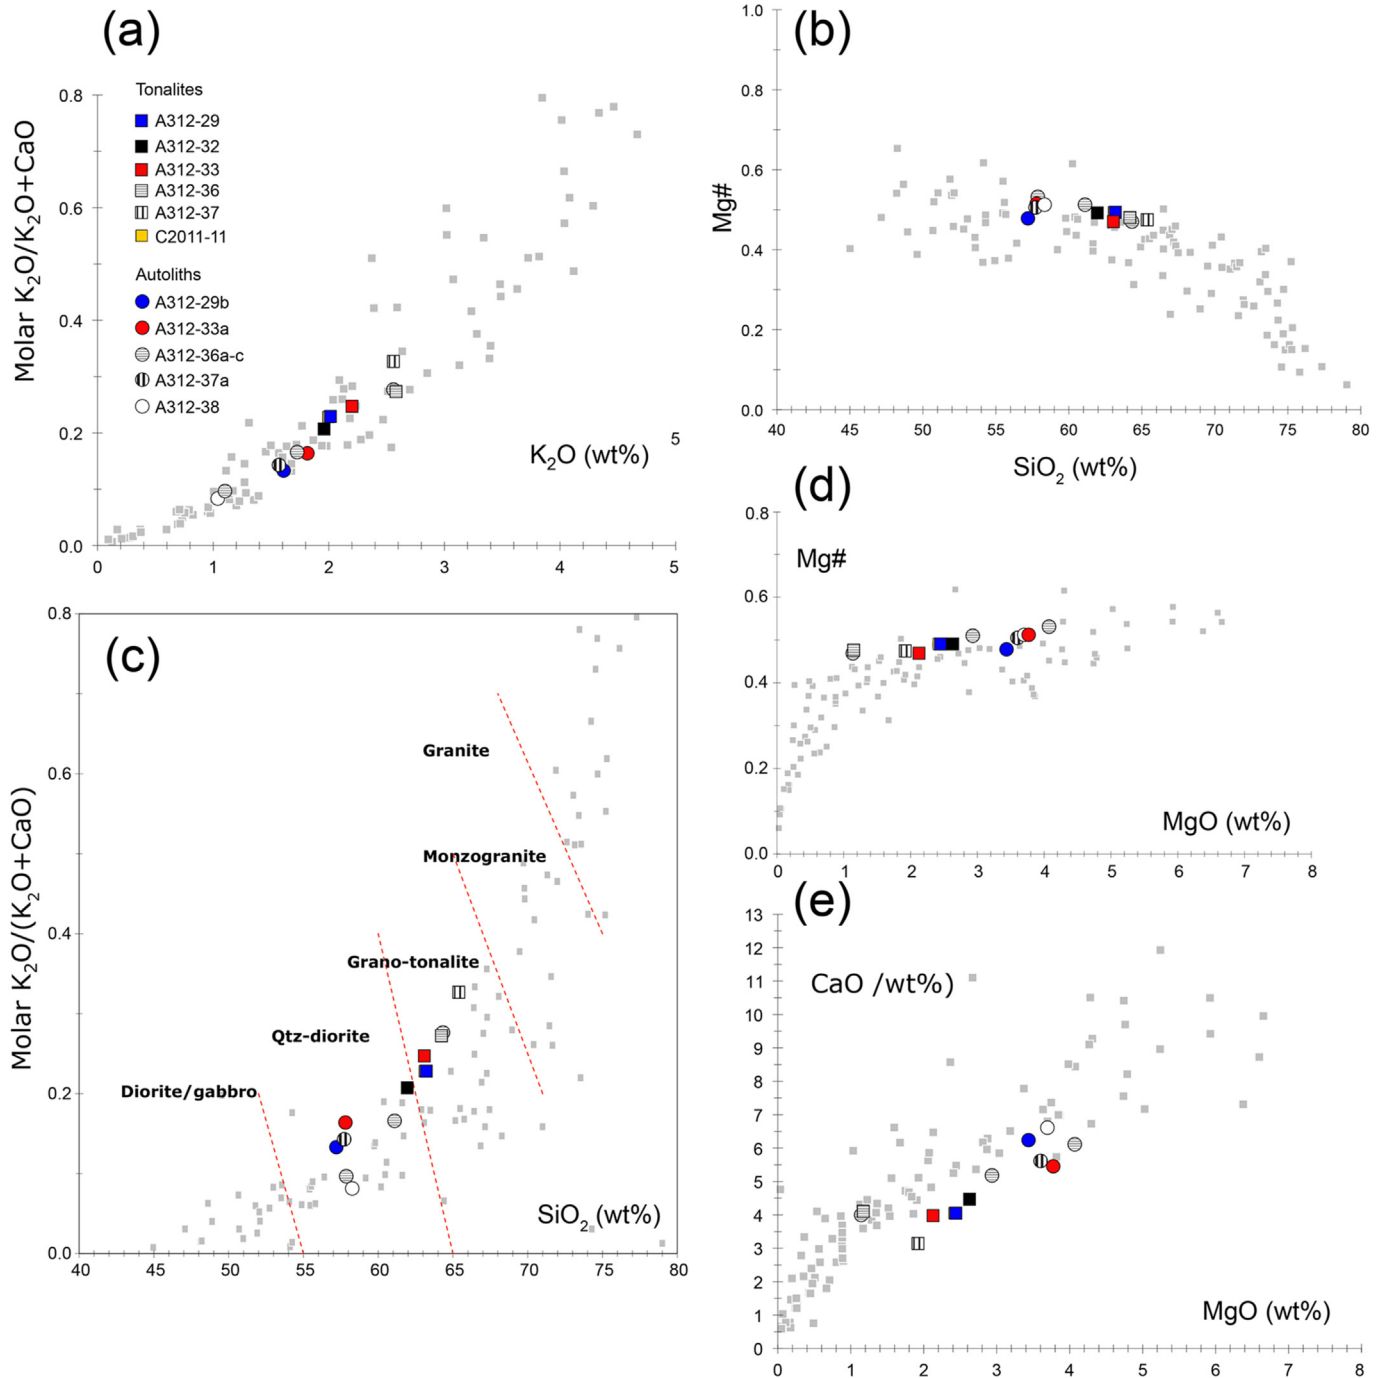 (a)
Molar K₂O/K₂O+CaO
0.8
0.6
0.4
0.2
0.0
Tonalites
A312-29
A312-32
A312-33
A312-36
A312-37
C2011-11
Autoliths
A312-29b
A312-33a
A312-36a-c
A312-37a
A312-38
5
K₂O (wt%)
0 1 2 3 4 5
(b)
Mg#
1.0
0.8
0.6
0.4
0.2
0.0
40 45 50 55 60 65 70 75 80
SiO₂ (wt%)
(c)
Molar K₂O/(K₂O+CaO)
0.8
0.6
0.4
0.2
0.0
Granite
Monzogranite
Grano-tonalite
Qtz-diorite
Diorite/gabbro
SiO₂ (wt%)
40 45 50 55 60 65 70 75 80
(d)
0.8
0.6
0.4
0.2
0.0
Mg#
MgO (wt%)
1 2 3 4 5 6 7 8
(e)
13
12
11
10
9
8
7
6
5
4
3
2
1
0
CaO /wt%)
MgO (wt%)
0 1 2 3 4 5 6 7 8